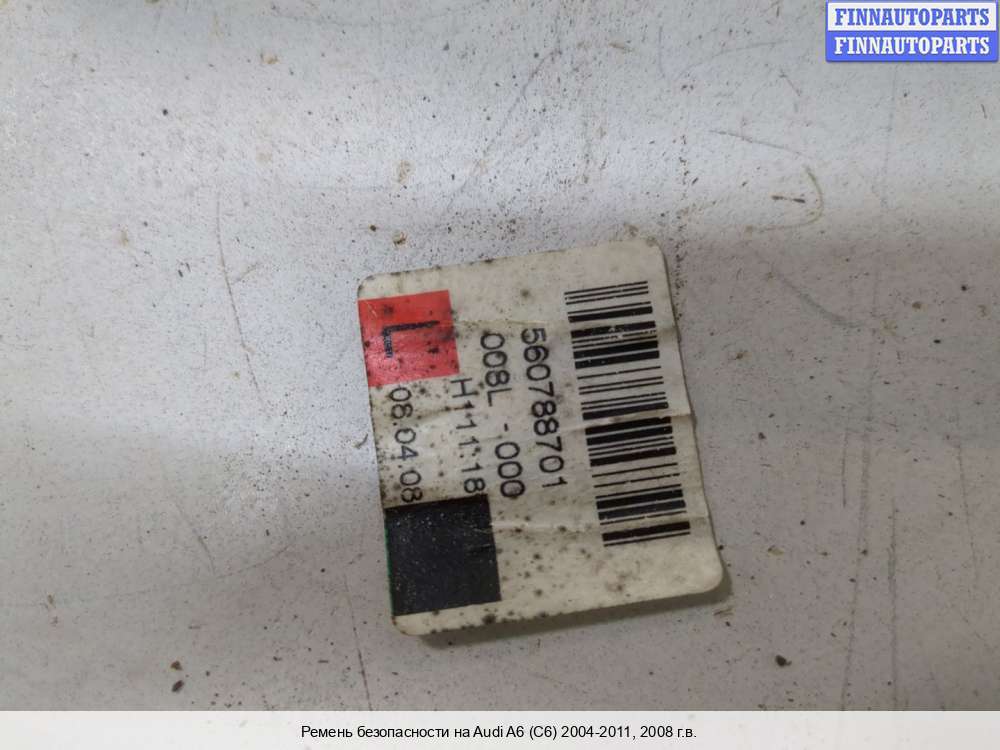 FINNAUTOPARTS
FINNAUTOPARTS
560788701
008L - 000
H111:18
L
08.04.08
Ремень безопасности на Audi A6 (C6) 2004-2011, 2008 г.в.